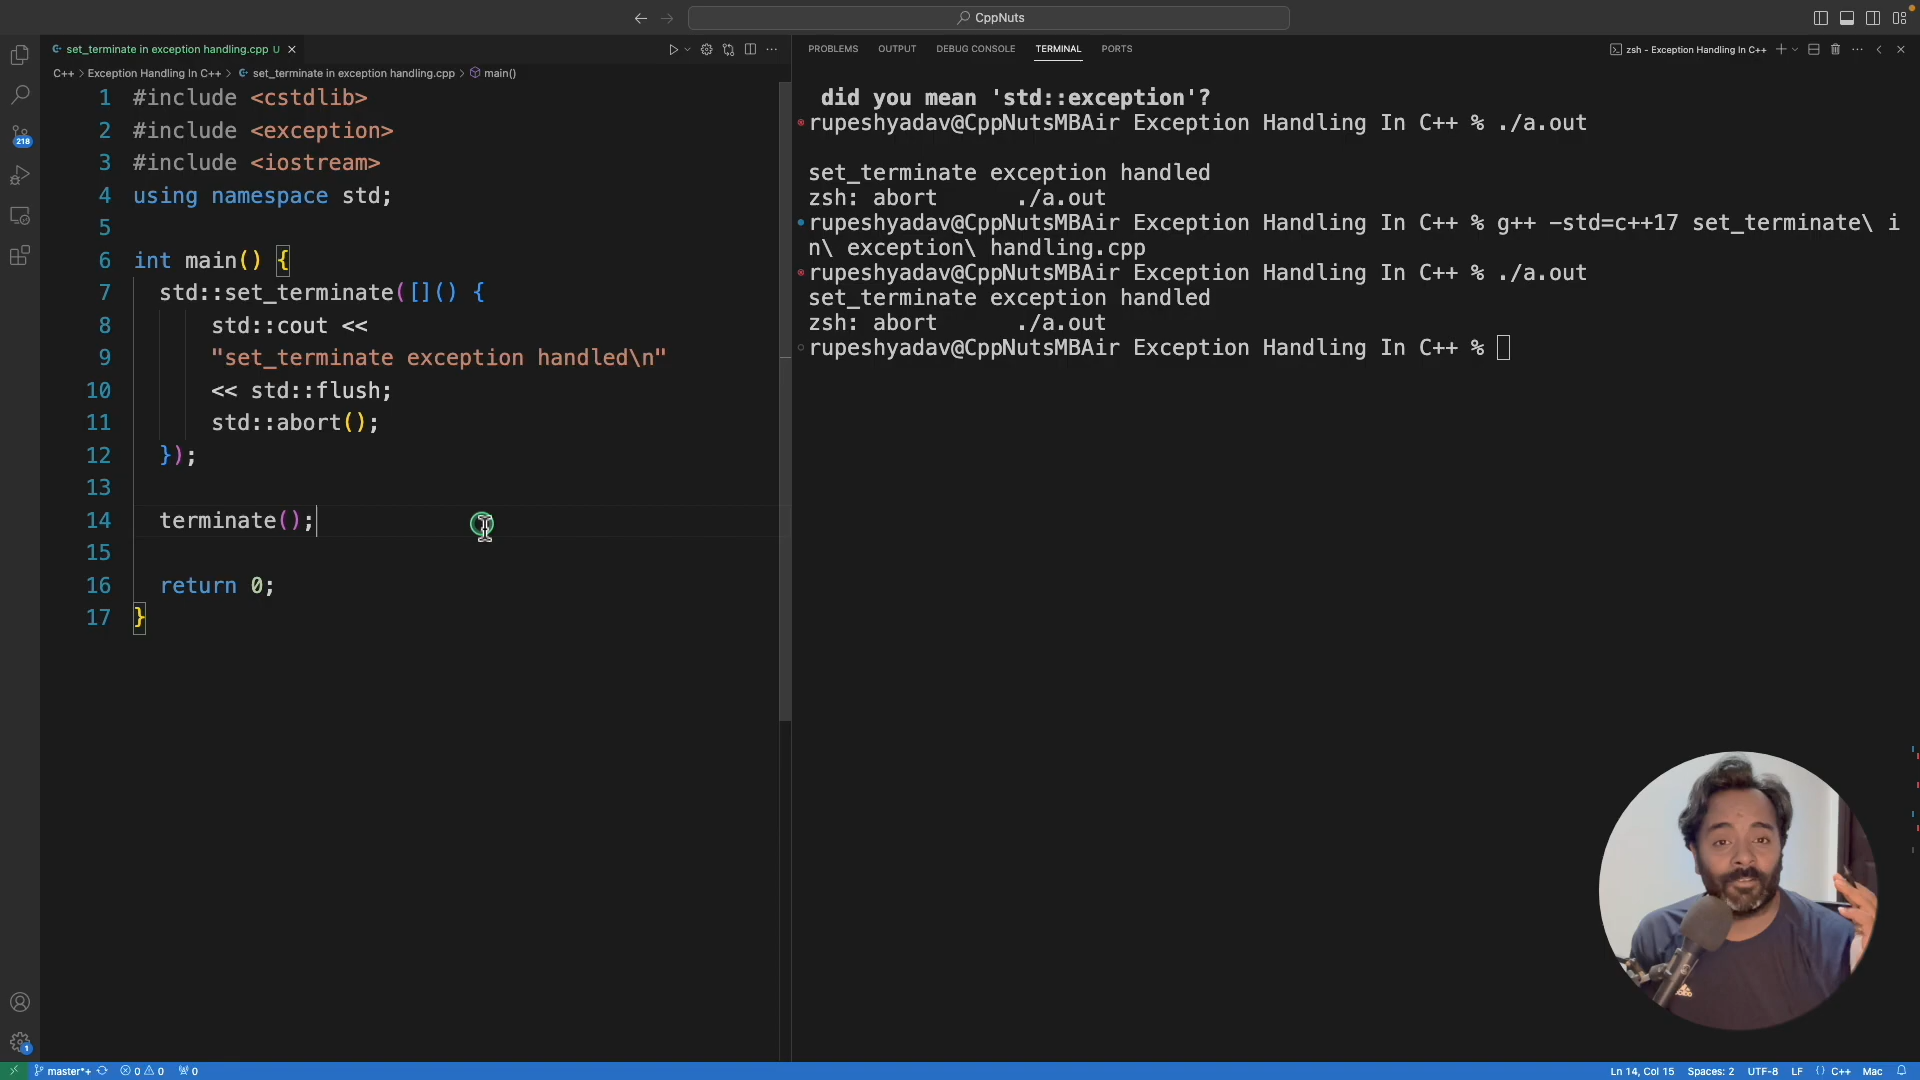 CppNuts
set_terminate in exception handling.cpp U
C++ > Exception Handling In C++ > set_terminate in exception handling.cpp > main()
1 #include <cstdlib>
2 #include <exception>
3 #include <iostream>
4 using namespace std;
5
6 int main() {
7 std::set_terminate([]() {
8 std::cout <<
9 "set_terminate exception handled\n"
10 << std::flush;
11 std::abort();
12 });
13
14 terminate();
15
16 return 0;
17 }
PROBLEMS OUTPUT DEBUG CONSOLE TERMINAL PORTS
zsh - Exception Handling In C++
did you mean 'std::exception'?
rupeshyadav@CppNutsMBAir Exception Handling In C++ % ./a.out
set_terminate exception handled
zsh: abort ./a.out
rupeshyadav@CppNutsMBAir Exception Handling In C++ % g++ -std=c++17 set_terminate\ i
n\ exception\ handling.cpp
rupeshyadav@CppNutsMBAir Exception Handling In C++ % ./a.out
set_terminate exception handled
zsh: abort ./a.out
rupeshyadav@CppNutsMBAir Exception Handling In C++ %
218
adidas
1
master*+ 0 0 0
Ln 14, Col 15 Spaces: 2 UTF-8 LF {} C++ Mac